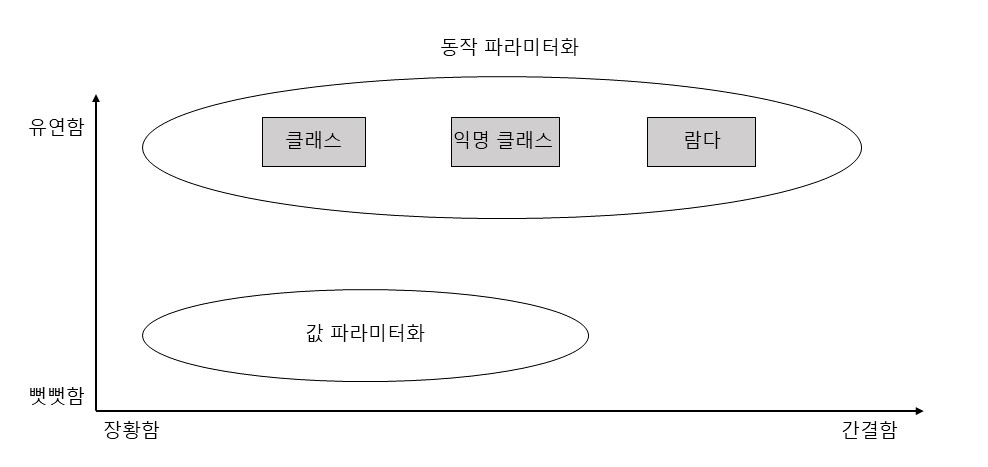 동작 파라미터화
유연함
클래스
익명 클래스
람다
값 파라미터화
뻣뻣함
장황함
간결함